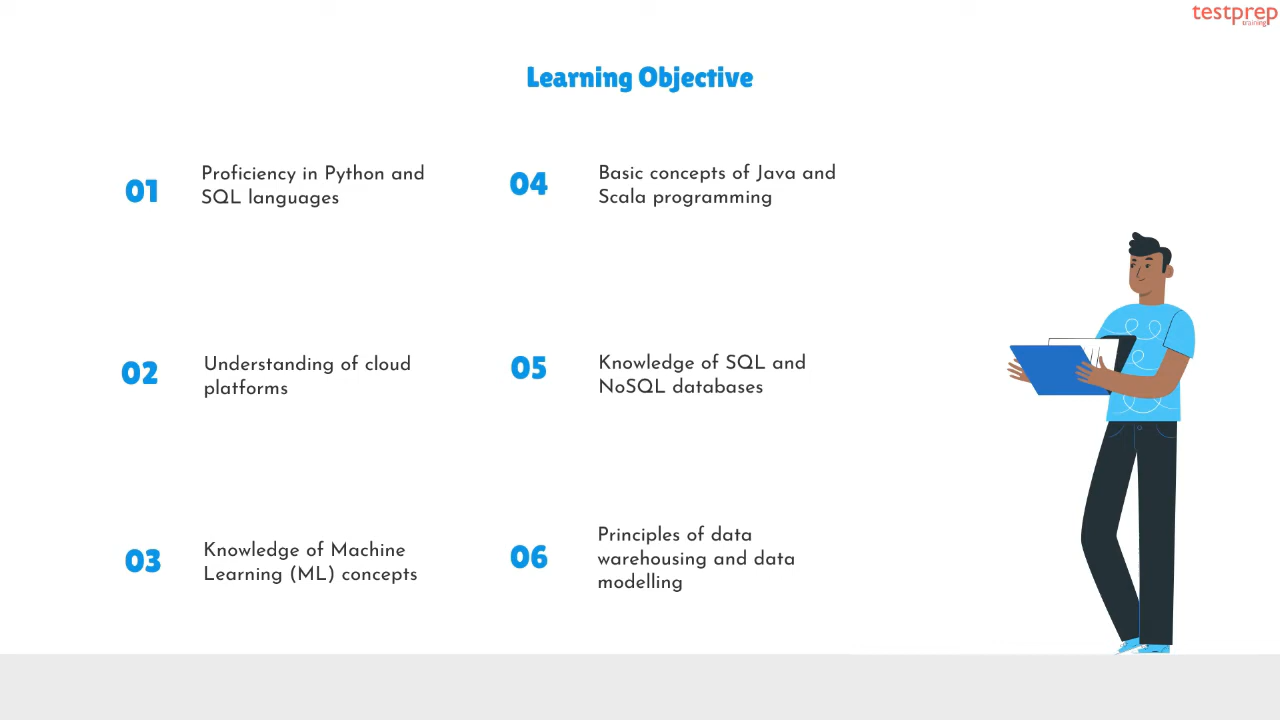 testprep
training
Learning Objective
01
Proficiency in Python and
SQL languages
02
Understanding of cloud
platforms
03
Knowledge of Machine
Learning (ML) concepts
04
Basic concepts of Java and
Scala programming
05
Knowledge of SQL and
NoSQL databases
06
Principles of data
warehousing and data
modelling